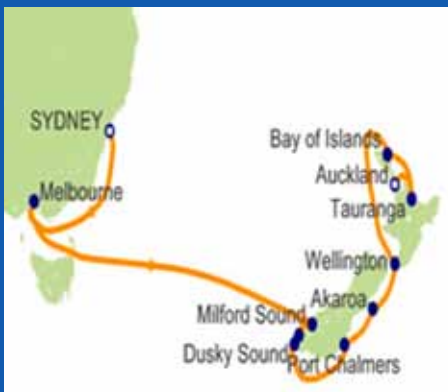 SYDNEY
Melbourne
Bay of Islands
Auckland
Tauranga
Wellington
Akaroa
Milford Sound
Dusky Sound
Port Chalmers